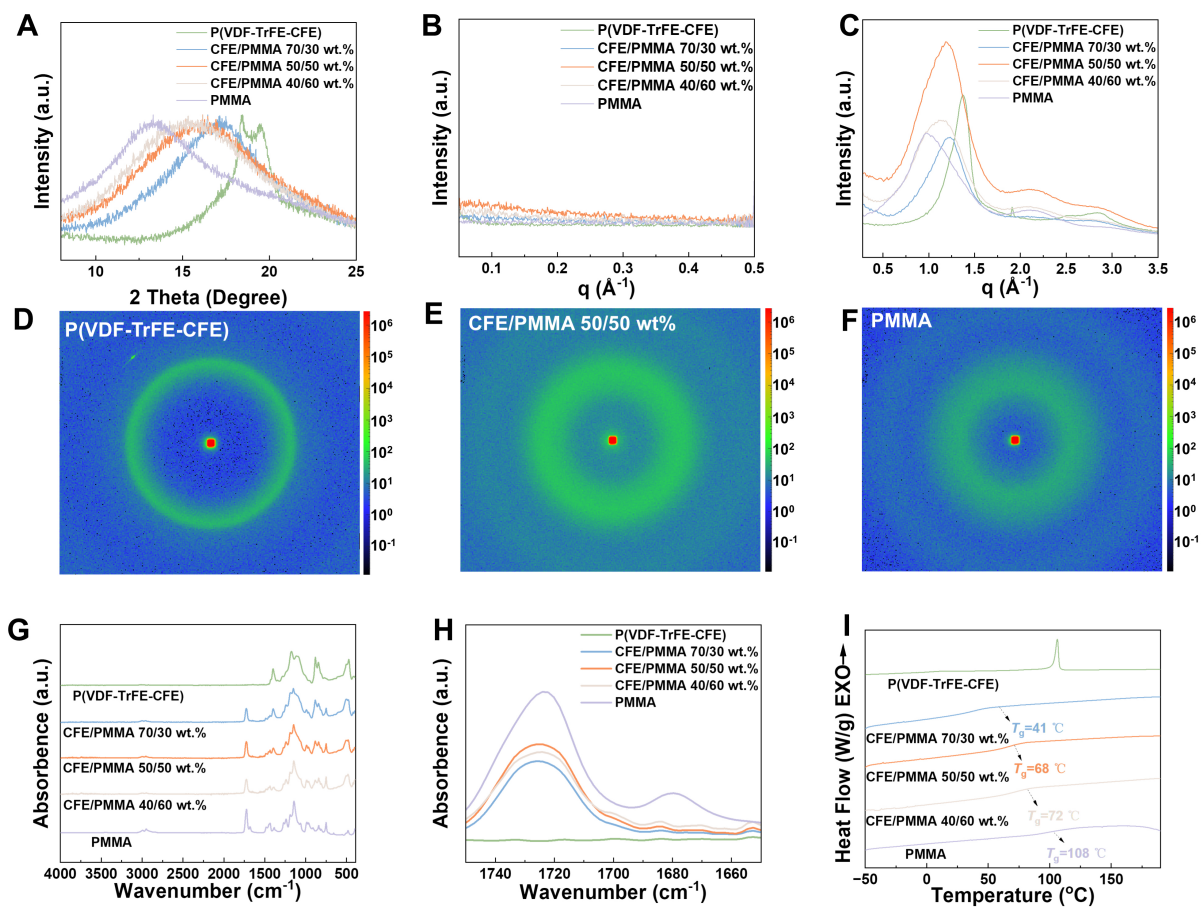 A
P(VDF-TrFE-CFE)
CFE/PMMA 70/30 wt.%
CFE/PMMA 50/50 wt.%
CFE/PMMA 40/60 wt.%
PMMA
Intensity (a.u.)
10 15 20 25
2 Theta (Degree)
B
P(VDF-TrFE-CFE)
CFE/PMMA 70/30 wt.%
CFE/PMMA 50/50 wt.%
CFE/PMMA 40/60 wt.%
PMMA
Intensity (a.u.)
0.1 0.2 0.3 0.4 0.5
q (Å⁻¹)
C
P(VDF-TrFE-CFE)
CFE/PMMA 70/30 wt.%
CFE/PMMA 50/50 wt.%
CFE/PMMA 40/60 wt.%
PMMA
Intensity (a.u.)
0.5 1.0 1.5 2.0 2.5 3.0 3.5
q (Å⁻¹)
D
P(VDF-TrFE-CFE)
10⁶
10⁵
10⁴
10³
10²
10¹
10⁰
10⁻¹
E
CFE/PMMA 50/50 wt%
10⁶
10⁵
10⁴
10³
10²
10¹
10⁰
10⁻¹
F
PMMA
10⁶
10⁵
10⁴
10³
10²
10¹
10⁰
10⁻¹
G
Absorbence (a.u.)
P(VDF-TrFE-CFE)
CFE/PMMA 70/30 wt.%
CFE/PMMA 50/50 wt.%
CFE/PMMA 40/60 wt.%
PMMA
4000 3500 3000 2500 2000 1500 1000 500
Wavenumber (cm⁻¹)
H
P(VDF-TrFE-CFE)
CFE/PMMA 70/30 wt.%
CFE/PMMA 50/50 wt.%
CFE/PMMA 40/60 wt.%
PMMA
Absorbence (a.u.)
1740 1720 1700 1680 1660
Wavenumber (cm⁻¹)
I
Heat Flow (W/g) EXO
P(VDF-TrFE-CFE)
Tg=41 ℃
CFE/PMMA 70/30 wt.%
Tg=68 ℃
CFE/PMMA 50/50 wt.%
Tg=72 ℃
CFE/PMMA 40/60 wt.%
Tg=108 ℃
PMMA
-50 0 50 100 150
Temperature (°C)